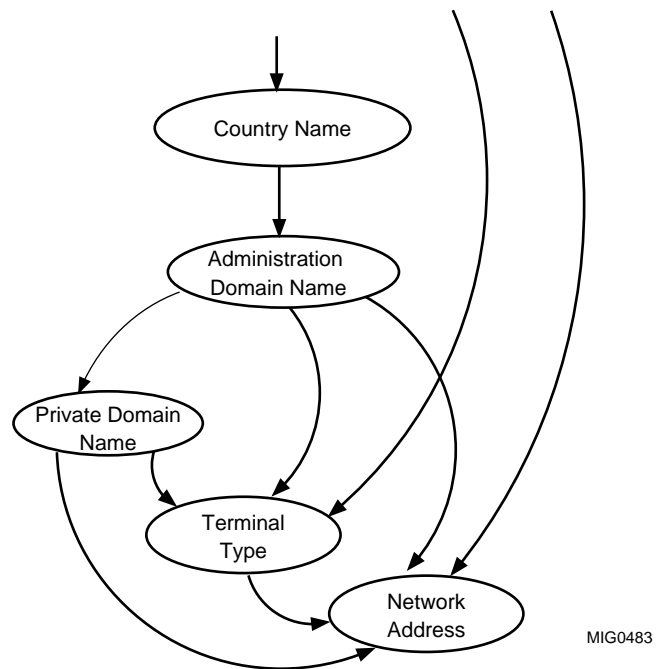 Country Name
Administration
Domain Name
Private Domain
Name
Terminal
Type
Network
Address
MIG0483